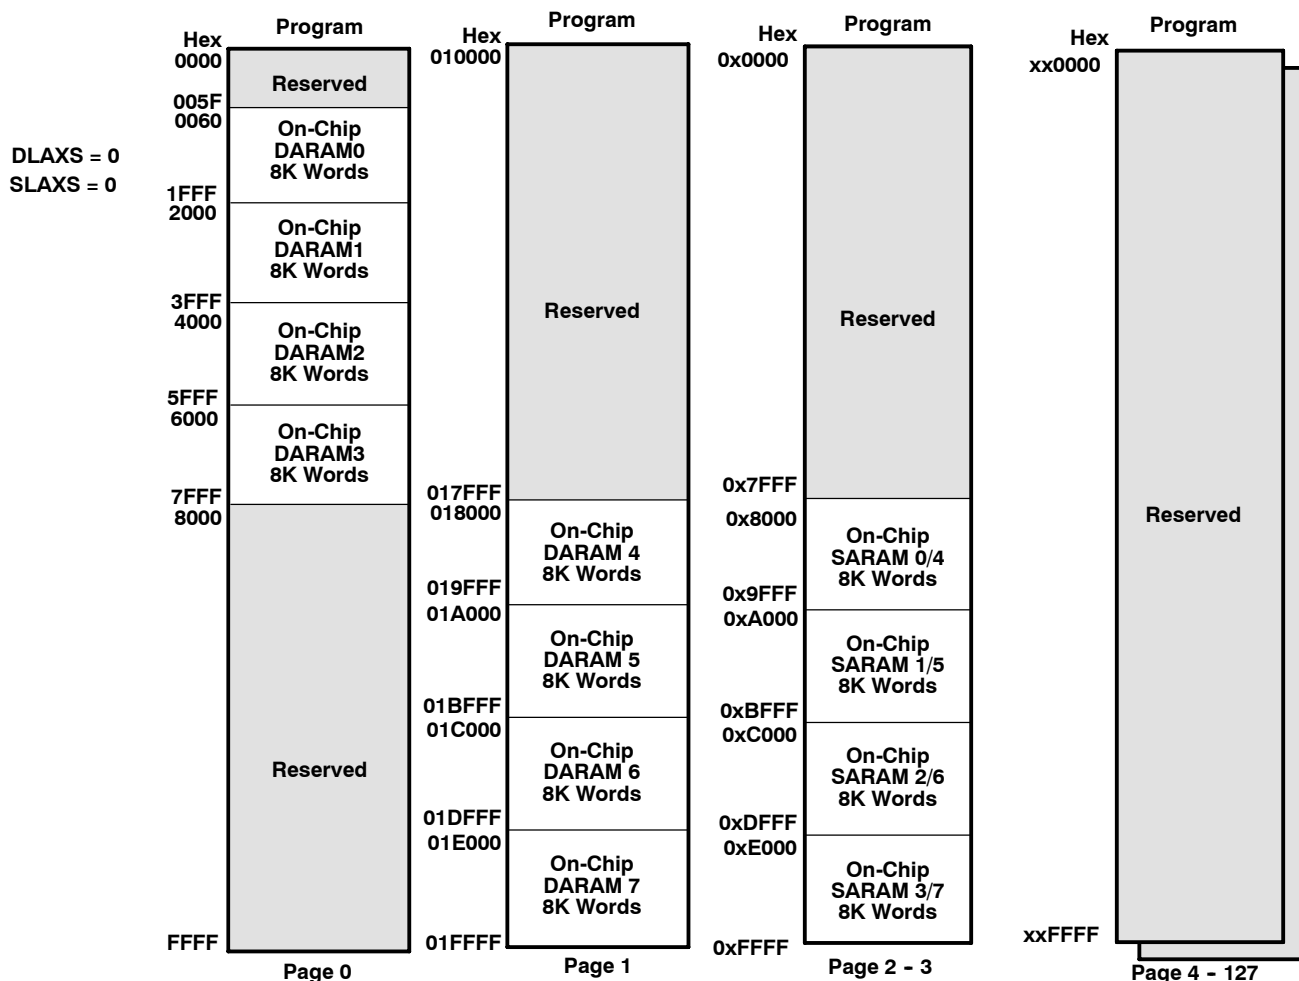 DLAXS = 0
SLAXS = 0
Hex
Program
0000
Reserved
005F
0060
On-Chip
DARAM0
8K Words
1FFF
2000
On-Chip
DARAM1
8K Words
3FFF
4000
On-Chip
DARAM2
8K Words
5FFF
6000
On-Chip
DARAM3
8K Words
7FFF
8000
Reserved
FFFF
Page 0
Hex
Program
010000
Reserved
017FFF
018000
On-Chip
DARAM 4
8K Words
019FFF
01A000
On-Chip
DARAM 5
8K Words
01BFFF
01C000
On-Chip
DARAM 6
8K Words
01DFFF
01E000
On-Chip
DARAM 7
8K Words
01FFFF
Page 1
Hex
Program
0x0000
Reserved
0x7FFF
0x8000
On-Chip
SARAM 0/4
8K Words
0x9FFF
0xA000
On-Chip
SARAM 1/5
8K Words
0xBFFF
0xC000
On-Chip
SARAM 2/6
8K Words
0xDFFF
0xE000
On-Chip
SARAM 3/7
8K Words
0xFFFF
Page 2 - 3
Hex
Program
xx0000
Reserved
xxFFFF
Page 4 - 127